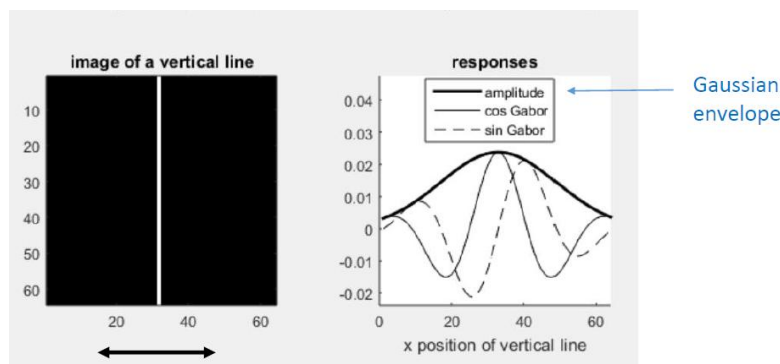 image of a vertical line
10
20
30
40
50
60
20 40 60
responses
amplitude
cos Gabor
sin Gabor
0.04
0.03
0.02
0.01
0
-0.01
-0.02
0 20 40 60
x position of vertical line
Gaussian
envelope